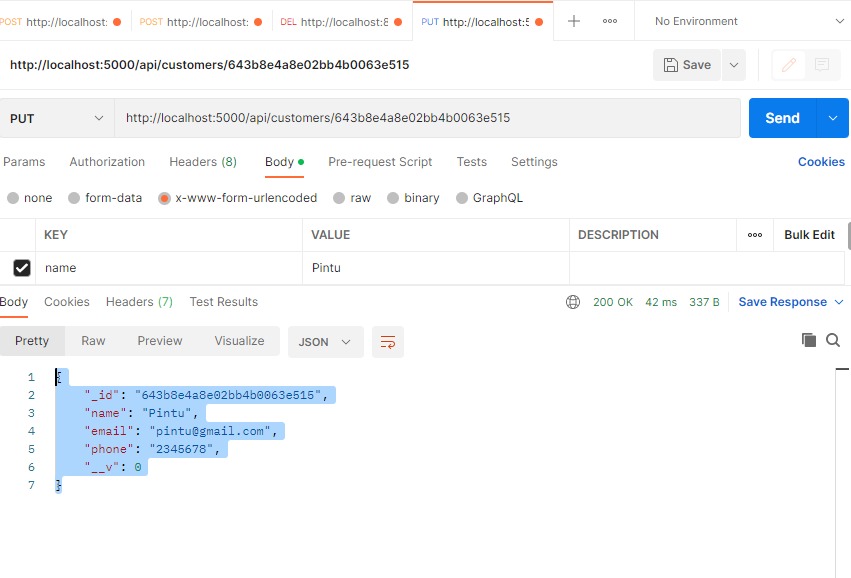 POST http://localhost: POST http://localhost: DEL http://localhost:8 PUT http://localhost:5 No Environment
http://localhost:5000/api/customers/643b8e4a8e02bb4b0063e515 Save
PUT http://localhost:5000/api/customers/643b8e4a8e02bb4b0063e515 Send
Params Authorization Headers (8) Body Pre-request Script Tests Settings Cookies
none form-data x-www-form-urlencoded raw binary GraphQL
KEY VALUE DESCRIPTION Bulk Edit
name Pintu
Body Cookies Headers (7) Test Results 200 OK 42 ms 337 B Save Response
Pretty Raw Preview Visualize JSON
1 {
2 "_id": "643b8e4a8e02bb4b0063e515",
3 "name": "Pintu",
4 "email": "pintu@gmail.com",
5 "phone": "2345678",
6 "__v": 0
7 }